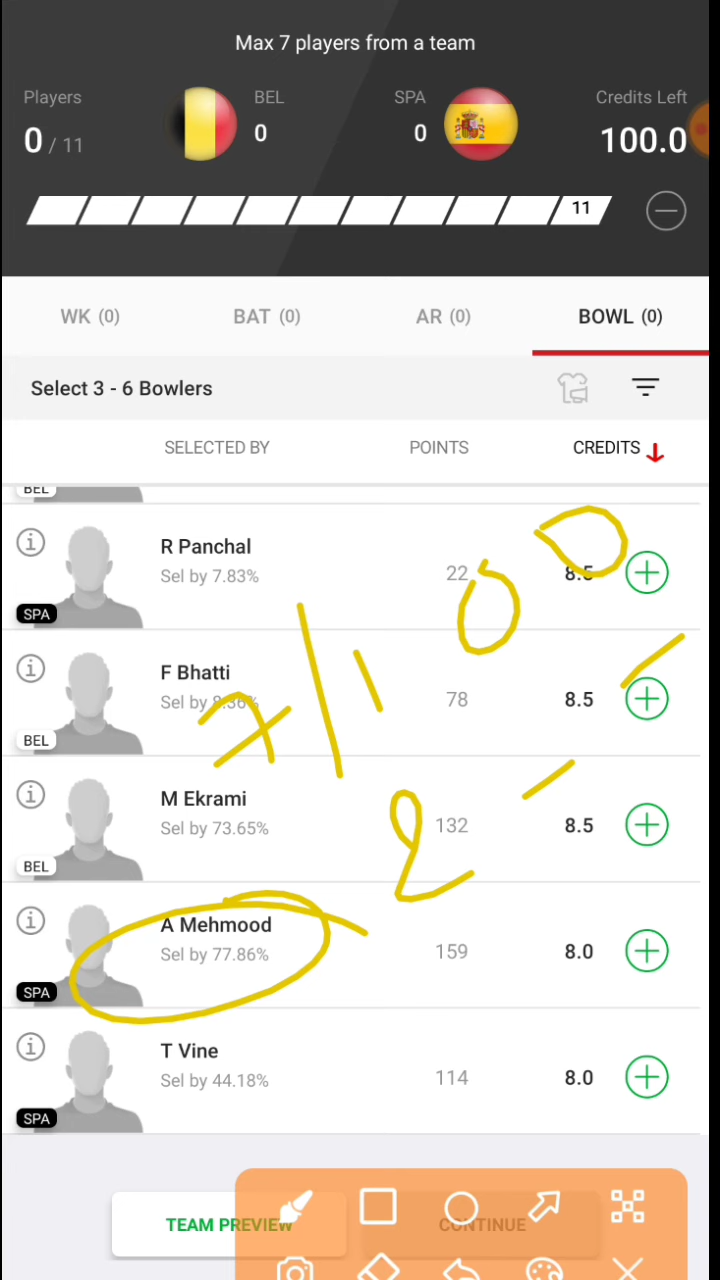 Max 7 players from a team
Players BEL SPA Credits Left
0 / 11 0 0 100.0
11
WK (0) BAT (0) AR (0) BOWL (0)
Select 3 - 6 Bowlers
SELECTED BY POINTS CREDITS
BEL
R Panchal
Sel by 7.83% 22 8.5
SPA
F Bhatti
Sel by 8.36% 78 8.5
BEL
M Ekrami
Sel by 73.65% 132 8.5
BEL
A Mehmood
Sel by 77.86% 159 8.0
SPA
T Vine
Sel by 44.18% 114 8.0
SPA
TEAM PREVIEW CONTINUE